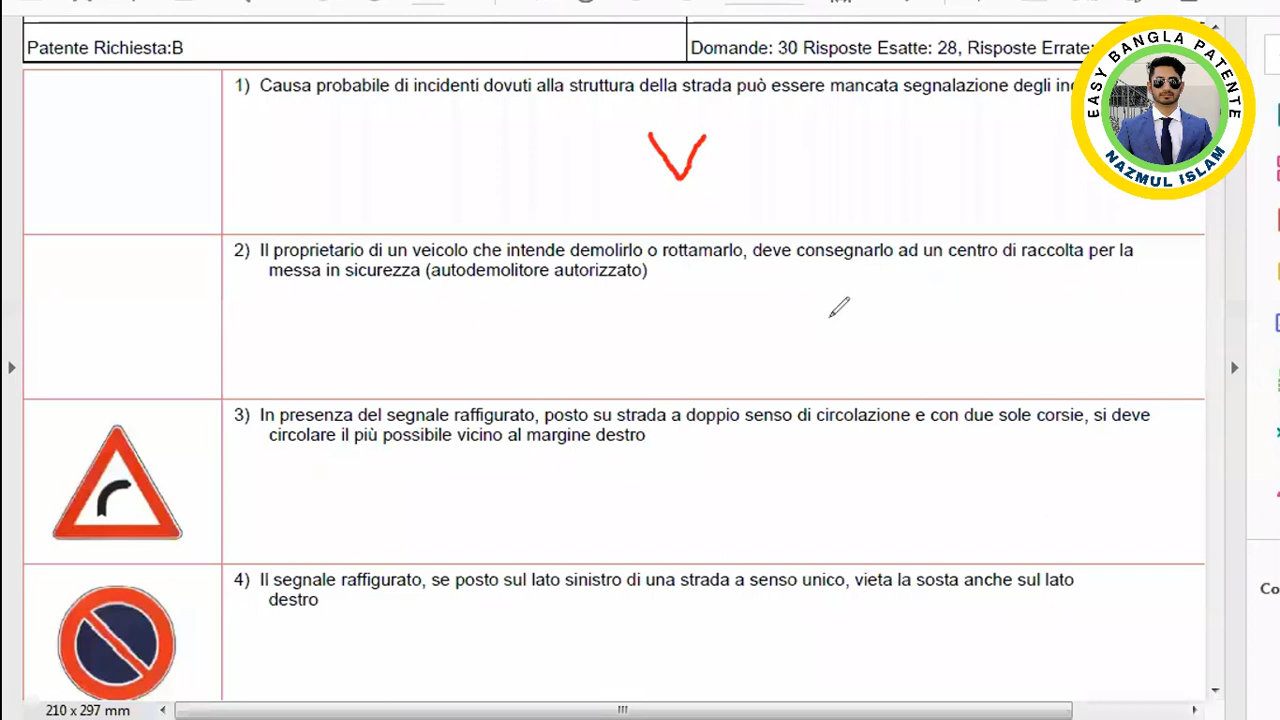 Patente Richiesta:B
Domande: 30 Risposte Esatte: 28, Risposte Errate:
EASY BANGLA PATENTE
NAZMUL ISLAM
1) Causa probabile di incidenti dovuti alla struttura della strada può essere mancata segnalazione degli
V
2) Il proprietario di un veicolo che intende demolirlo o rottamarlo, deve consegnarlo ad un centro di raccolta per la
messa in sicurezza (autodemolitore autorizzato)
3) In presenza del segnale raffigurato, posto su strada a doppio senso di circolazione e con due sole corsie, si deve
circolare il più possibile vicino al margine destro
4) Il segnale raffigurato, se posto sul lato sinistro di una strada a senso unico, vieta la sosta anche sul lato
destro
210 x 297 mm
Co